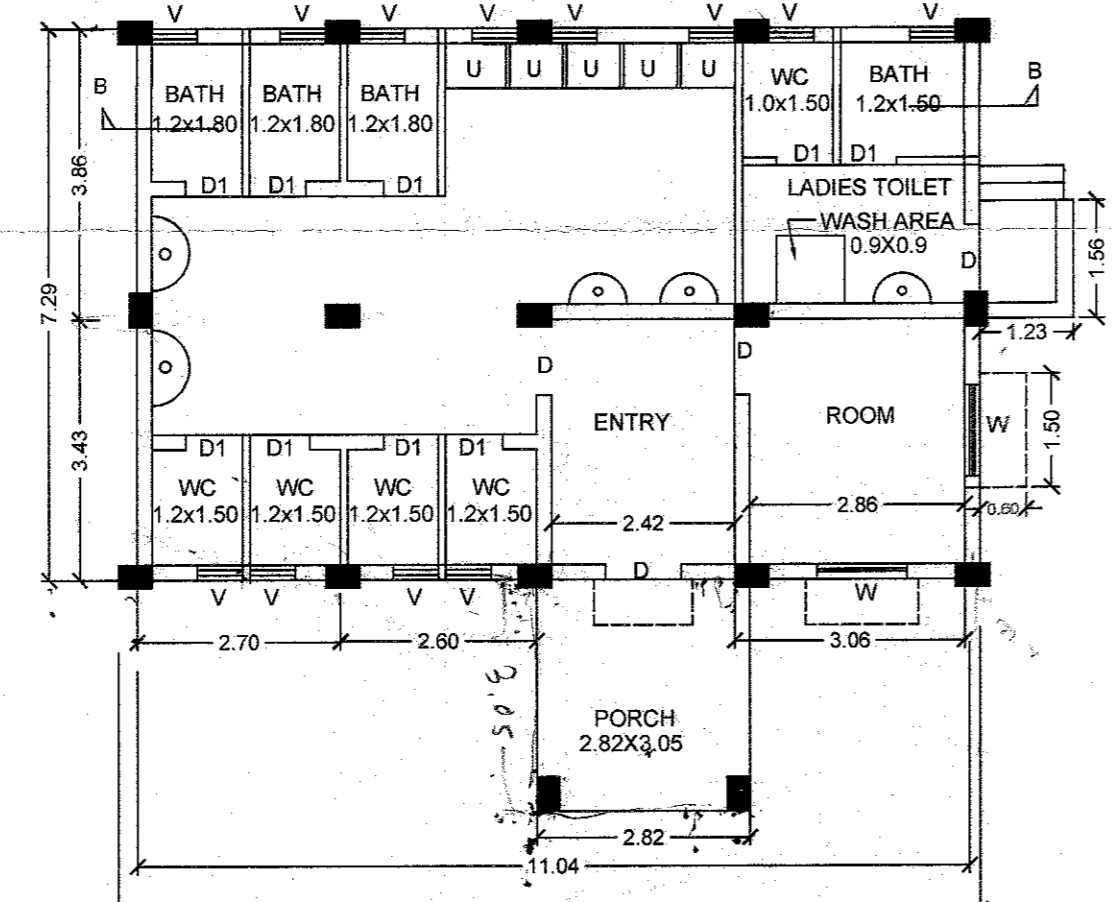 V V V V V V V V
U U U U U
B
BATH
1.2x1.80
BATH
1.2x1.80
BATH
1.2x1.80
WC
1.0x1.50
BATH
1.2x1.50
B
3.86
D1 D1 D1
D1 D1
LADIES TOILET
WASH AREA
0.9X0.9
D
1.56
7.29
1.23
D
D
3.43
ENTRY
ROOM
W
1.50
D1 D1 D1 D1
WC
1.2x1.50
WC
1.2x1.50
WC
1.2x1.50
WC
1.2x1.50
2.42
2.86
0.60
D
V V V V
W
2.70
2.60
3.06
3.05
PORCH
2.82X3.05
2.82
11.04